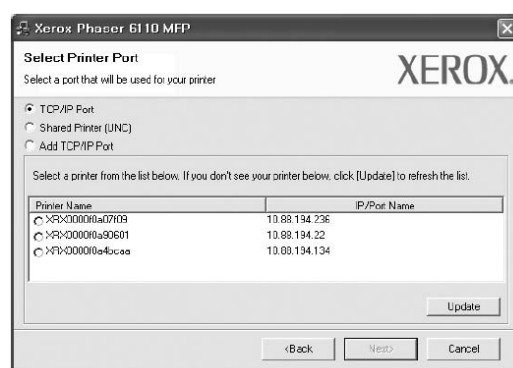 Xerox Phaser 6110 MFP
Select Printer Port
Select a port that will be used for your printer
XEROX.
TCP/IP Port
Shared Printer (UNC)
Add TCP/IP Port
Select a printer from the list below. If you don't see your printer below, click [Update] to refresh the list.
Printer Name IP/Port Name
XRX0000f0a07f09 10.88.194.236
XRX0000f0a90601 10.88.194.22
XRX0000f0a4bcaa 10.88.194.134
Update
<Back Next> Cancel